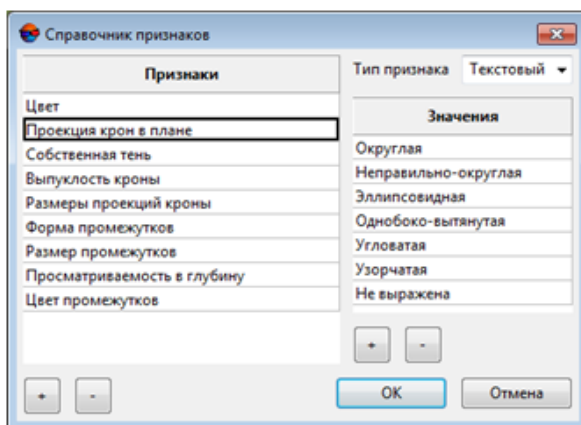 Справочник признаков
Признаки
Цвет
Проекция крон в плане
Собственная тень
Выпуклость кроны
Размеры проекций кроны
Форма промежутков
Размер промежутков
Просматриваемость в глубину
Цвет промежутков
+ -
Тип признака Текстовый
Значения
Округлая
Неправильно-округлая
Эллипсовидная
Однобоко-вытянутая
Угловатая
Узорчатая
Не выражена
+ -
ОК Отмена